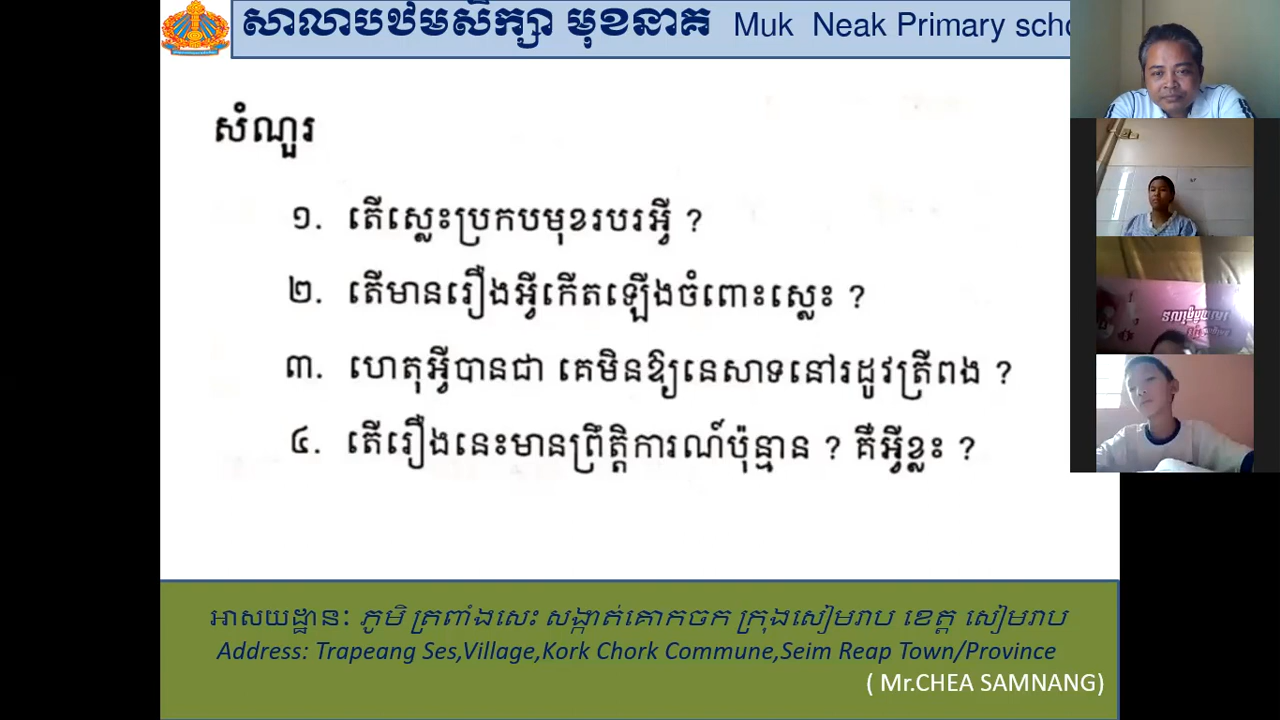 សាលាបឋមសិក្សា មុខនាគ Muk Neak Primary
សំណួរ
១. តើស្លេះប្រកបមុខរបរអ្វី ?
២. តើមានរឿងអ្វីកើតឡើងចំពោះស្លេះ ?
៣. ហេតុអ្វីបានជា គេមិនឱ្យនេសាទនៅរដូវត្រីពង ?
៤. តើរឿងនេះមានព្រឹត្តិការណ៍ប៉ុន្មាន ? គឺអ្វីខ្លះ ?
អាសយដ្ឋាន: ភូមិ ត្រពាំងសេះ សង្កាត់គោកចក ក្រុងសៀមរាប ខេត្ត សៀមរាប
Address: Trapeang Ses,Village,Kork Chork Commune,Seim Reap Town/Province
( Mr.CHEA SAMNANG)